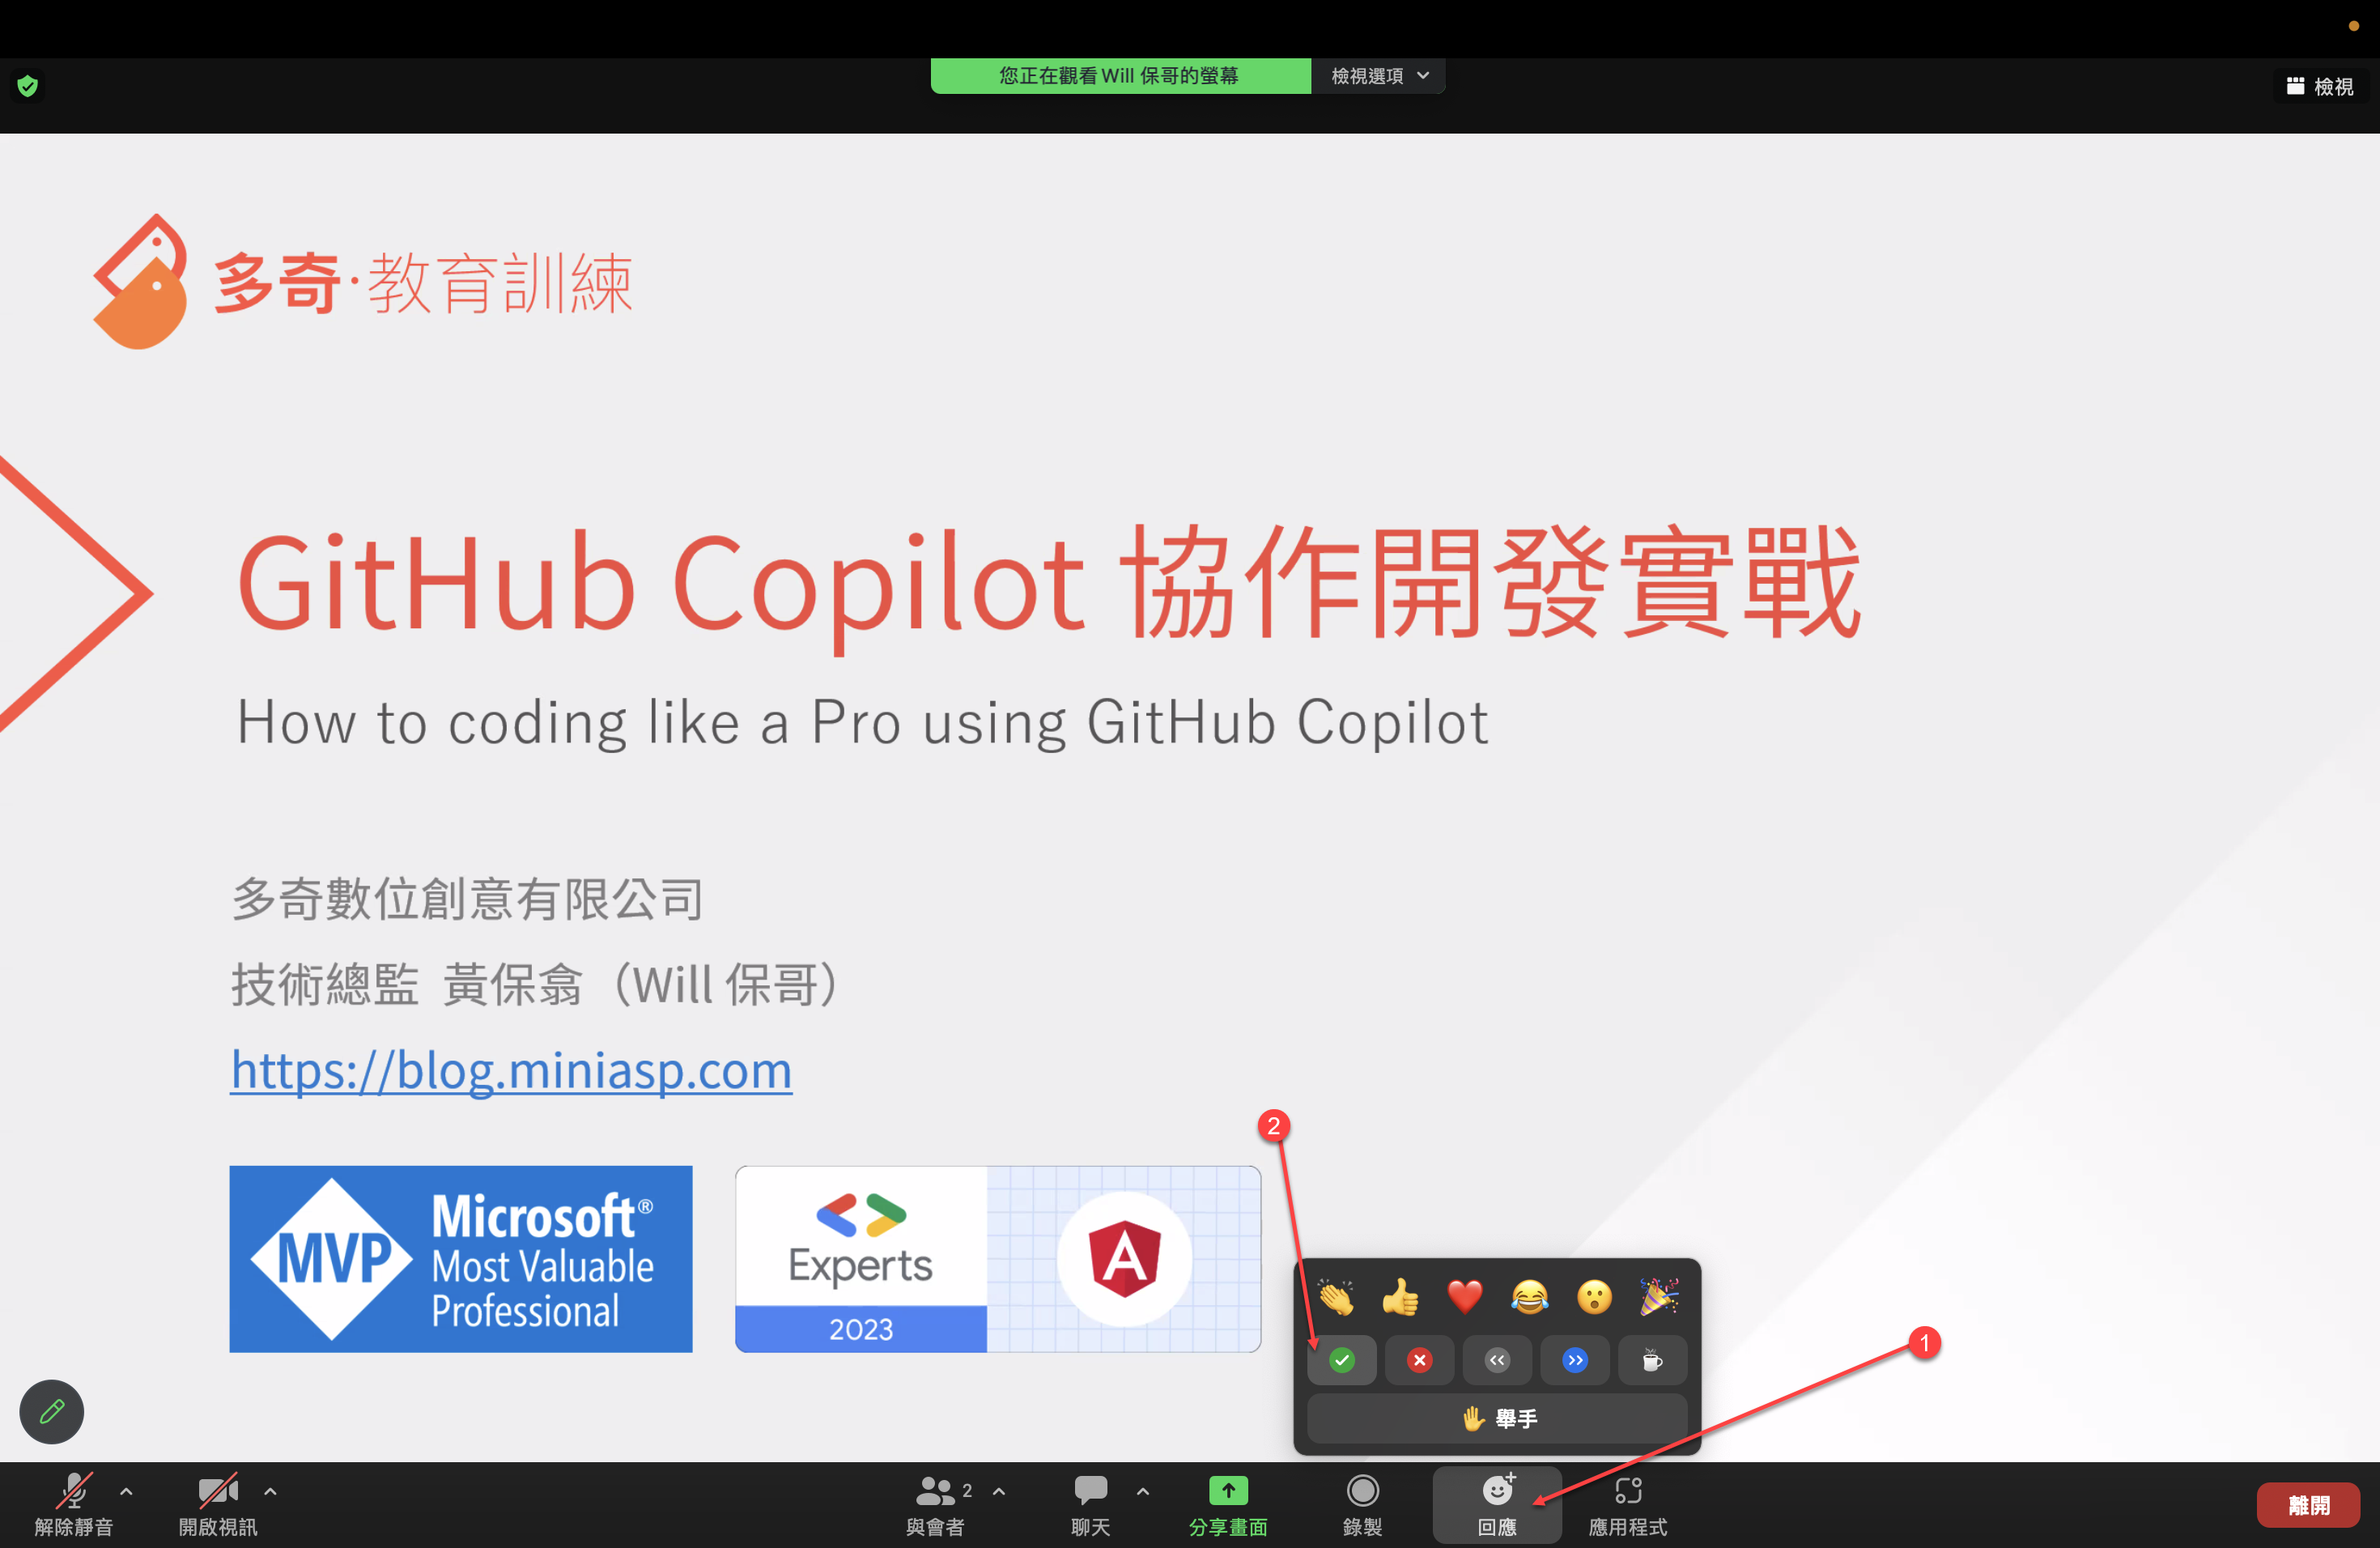 您正在觀看 Will 保哥的螢幕
檢視選項
檢視
多奇·教育訓練
GitHub Copilot 協作開發實戰
How to coding like a Pro using GitHub Copilot
多奇數位創意有限公司
技術總監 黃保翕（Will 保哥）
https://blog.miniasp.com
MVP
Microsoft®
Most Valuable
Professional
Experts
2023
A
2
1
舉手
解除靜音
開啟視訊
2
與會者
聊天
分享畫面
錄製
回應
應用程式
離開